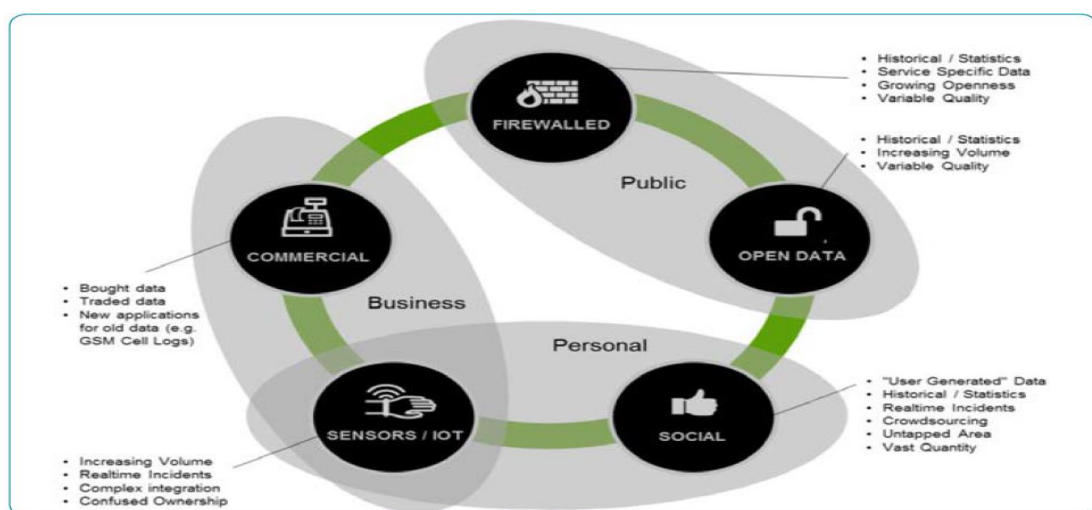 FIREWALLED
• Historical / Statistics
• Service Specific Data
• Growing Openness
• Variable Quality
Public
OPEN DATA
• Historical / Statistics
• Increasing Volume
• Variable Quality
COMMERCIAL
• Bought data
• Traded data
• New applications
for old data (e.g.
GSM Cell Logs)
Business
Personal
SENSORS / IOT
• Increasing Volume
• Realtime Incidents
• Complex integration
• Confused Ownership
SOCIAL
• "User Generated" Data
• Historical / Statistics
• Realtime Incidents
• Crowdsourcing
• Untapped Area
• Vast Quantity